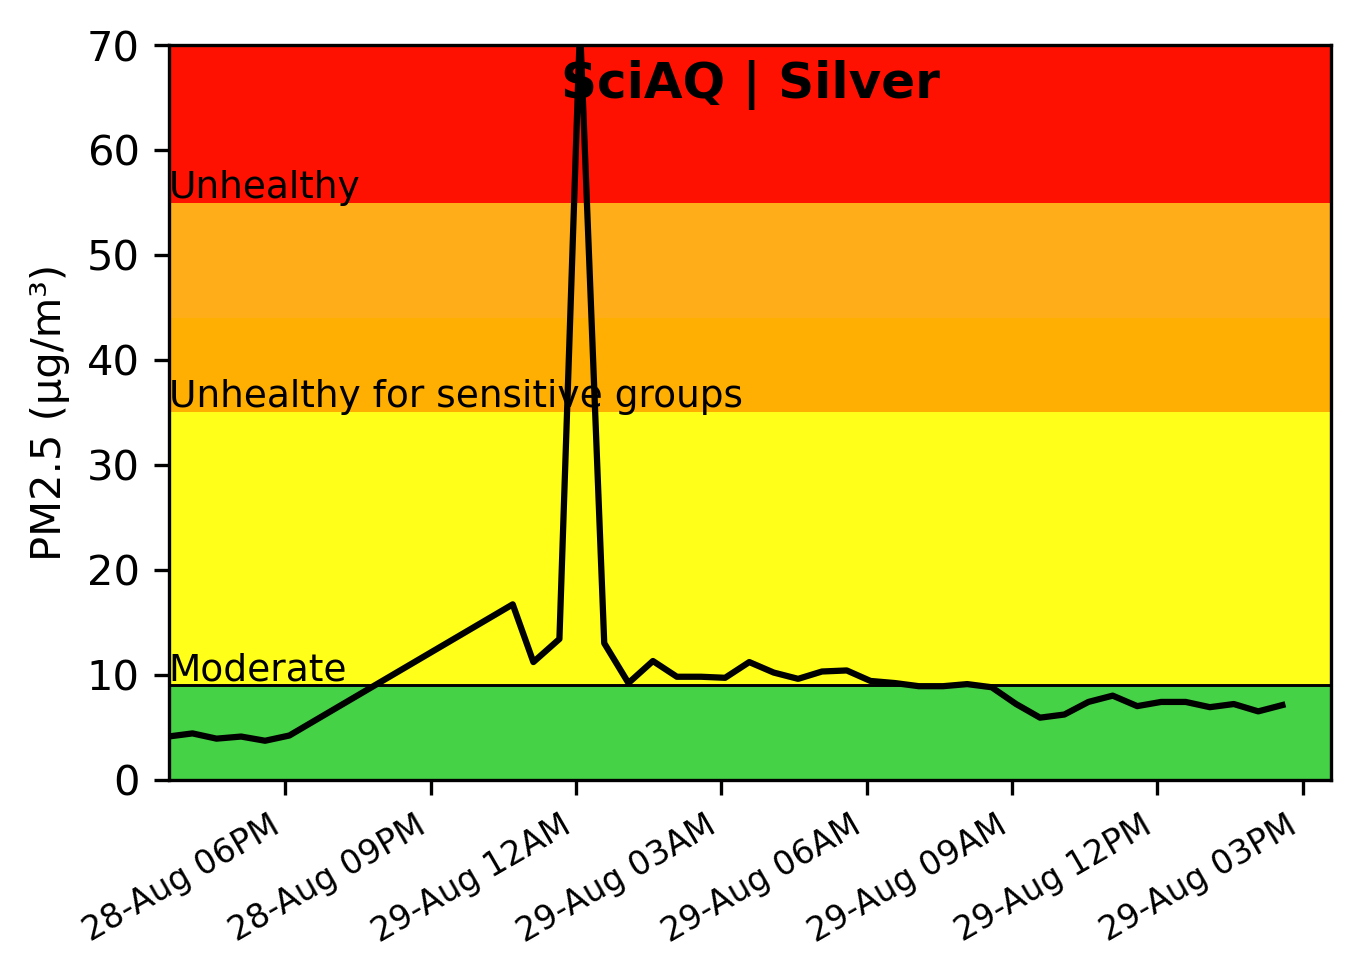 SciAQ | Silver
PM2.5 (µg/m³)
70
60
50
40
30
20
10
0
Unhealthy
Unhealthy for sensitive groups
Moderate
28-Aug 06PM
28-Aug 09PM
29-Aug 12AM
29-Aug 03AM
29-Aug 06AM
29-Aug 09AM
29-Aug 12PM
29-Aug 03PM